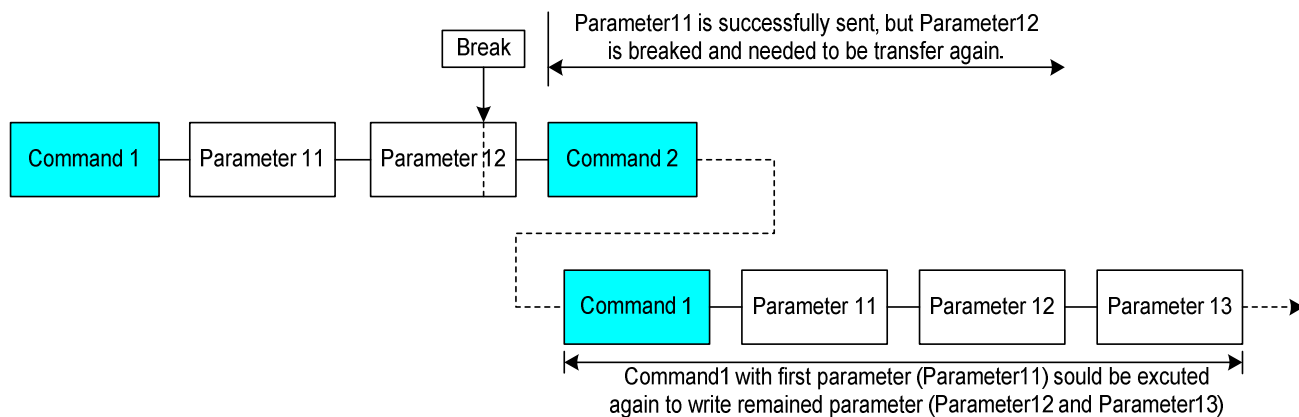 Parameter11 is successfully sent, but Parameter12
is breaked and needed to be transfer again.
Break
Command 1
Parameter 11
Parameter 12
Command 2
Command 1
Parameter 11
Parameter 12
Parameter 13
Command1 with first parameter (Parameter11) sould be excuted
again to write remained parameter (Parameter12 and Parameter13)